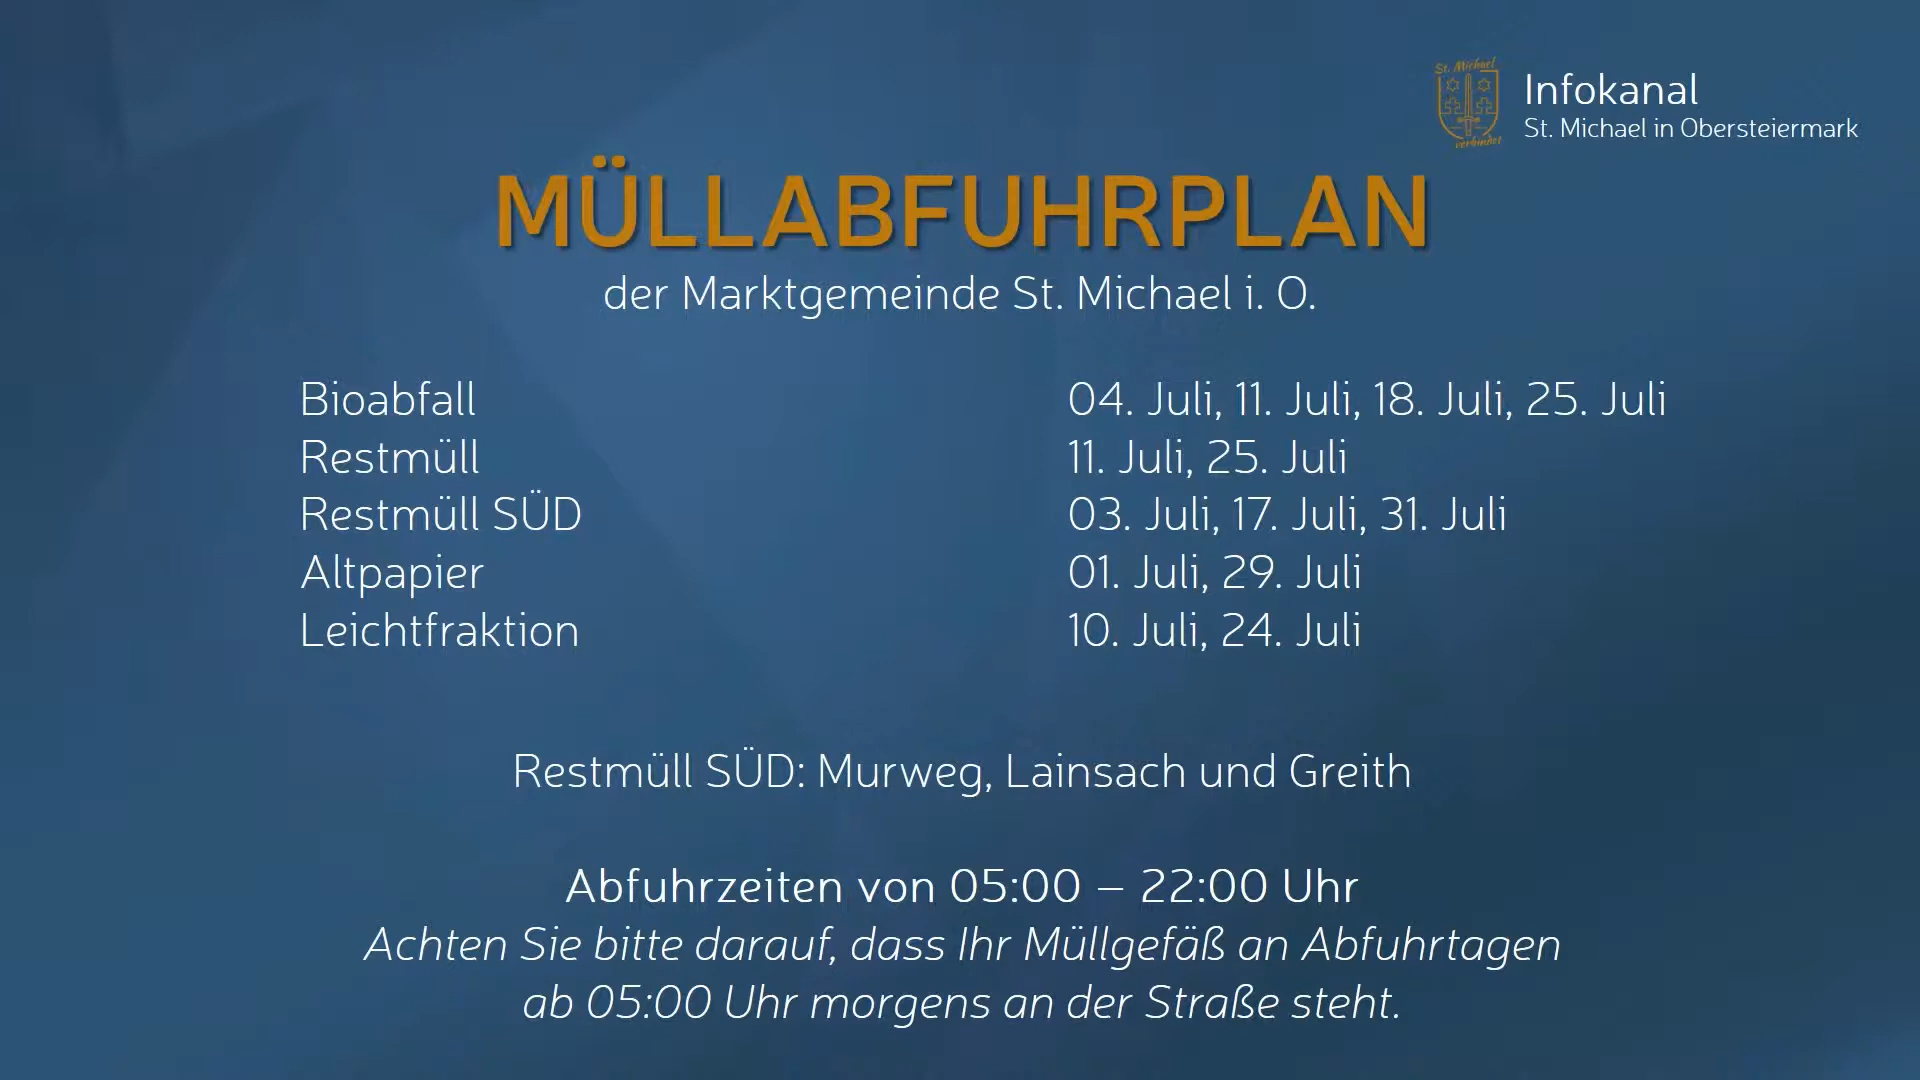 St. Michael
verbindet
Infokanal
St. Michael in Obersteiermark
MÜLLABFUHRPLAN
der Marktgemeinde St. Michael i. O.
Bioabfall 04. Juli, 11. Juli, 18. Juli, 25. Juli
Restmüll 11. Juli, 25. Juli
Restmüll SÜD 03. Juli, 17. Juli, 31. Juli
Altpapier 01. Juli, 29. Juli
Leichtfraktion 10. Juli, 24. Juli
Restmüll SÜD: Murweg, Lainsach und Greith
Abfuhrzeiten von 05:00 – 22:00 Uhr
Achten Sie bitte darauf, dass Ihr Müllgefäß an Abfuhrtagen
ab 05:00 Uhr morgens an der Straße steht.